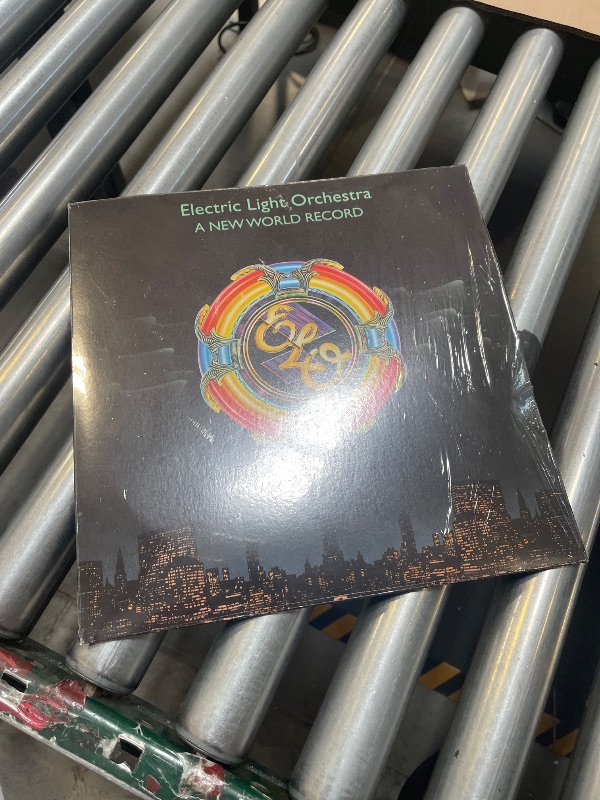 Electric Light Orchestra
A NEW WORLD RECORD
ELO